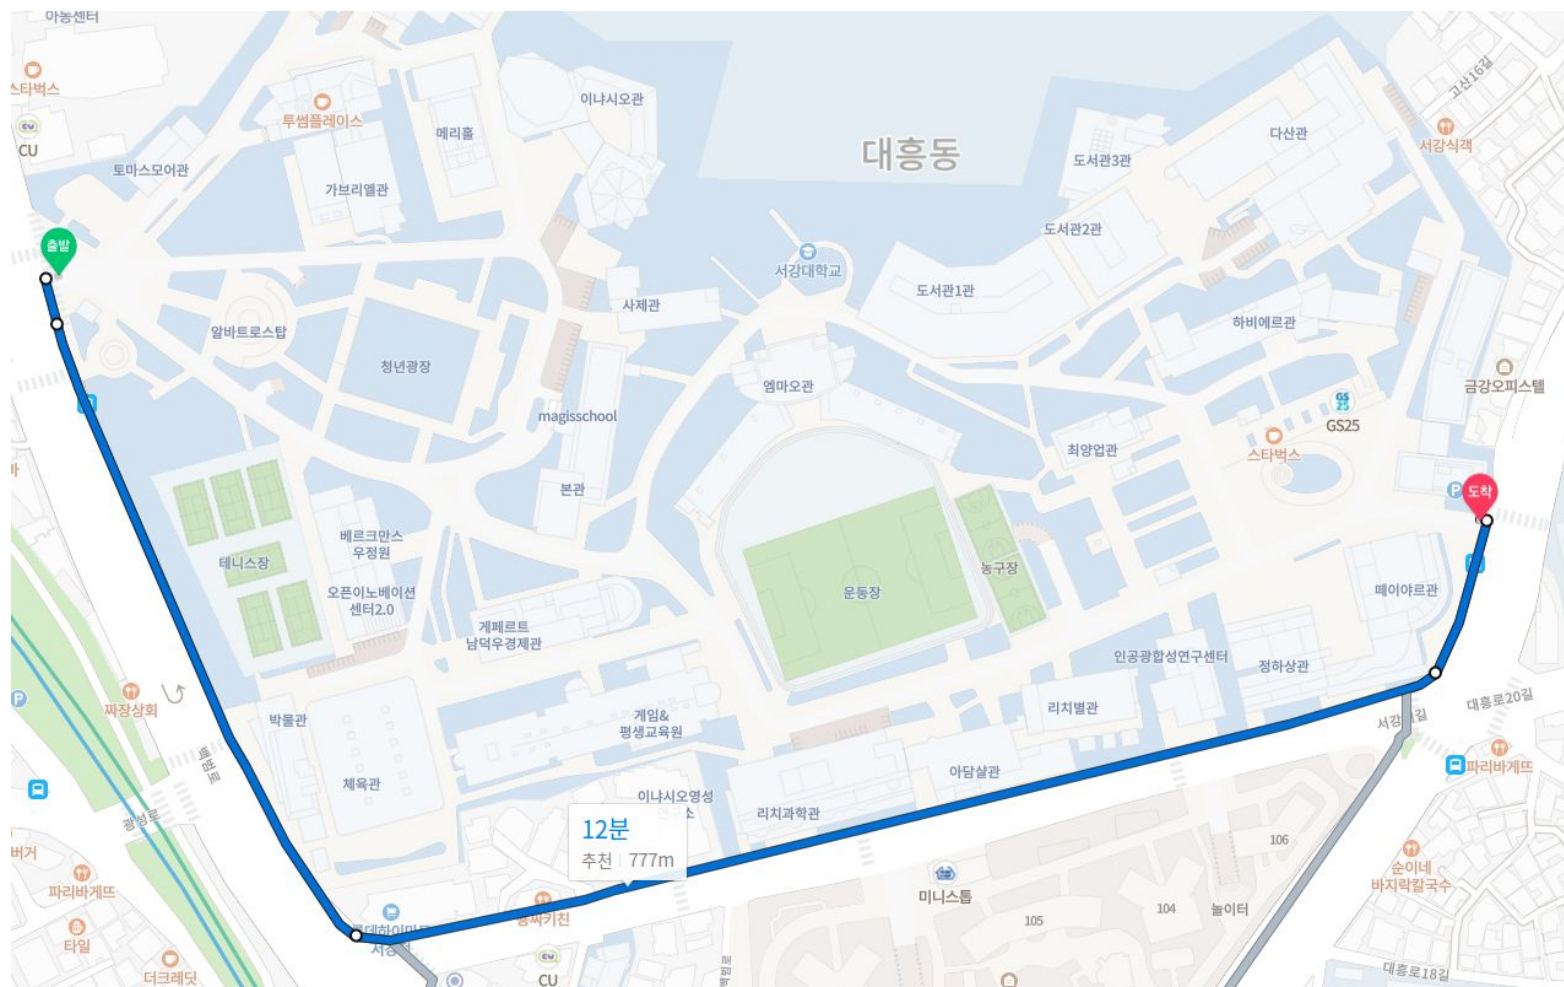 아동센터
스타벅스
CU
투썸플레이스
토마스모어관
가브리엘관
메리홀
이냐시오관
대흥동
도서관3관
다산관
고산16길
서강식객
출발
알바트로스탑
청년광장
사제관
서강대학교
도서관2관
도서관1관
하비에르관
엠마오관
금강오피스텔
magisschool
GS25
최양업관
스타벅스
본관
P
도착
베르크만스
우정원
테니스장
오픈이노베이션
센터2.0
게페르트
남덕우경제관
운동장
농구장
떼이야르관
인공광합성연구센터
정하상관
P
짜장상회
박물관
게임&
평생교육원
리치별관
대흥로20길
백범로
체육관
아담샬관
파리바게뜨
이냐시오영성
리치과학관
광성로
12분
추천 777m
버거
파리바게뜨
미니스톱
106
순이네
바지락칼국수
타일
105
104
놀이터
더크레딧
CU
백범로
대흥로18길